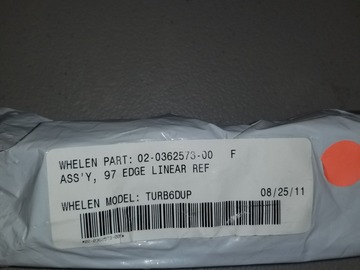 WHELEN PART: 02-0362573-00 F
ASS'Y, 97 EDGE LINEAR REF
WHELEN MODEL: TURB6DUP 08/25/11